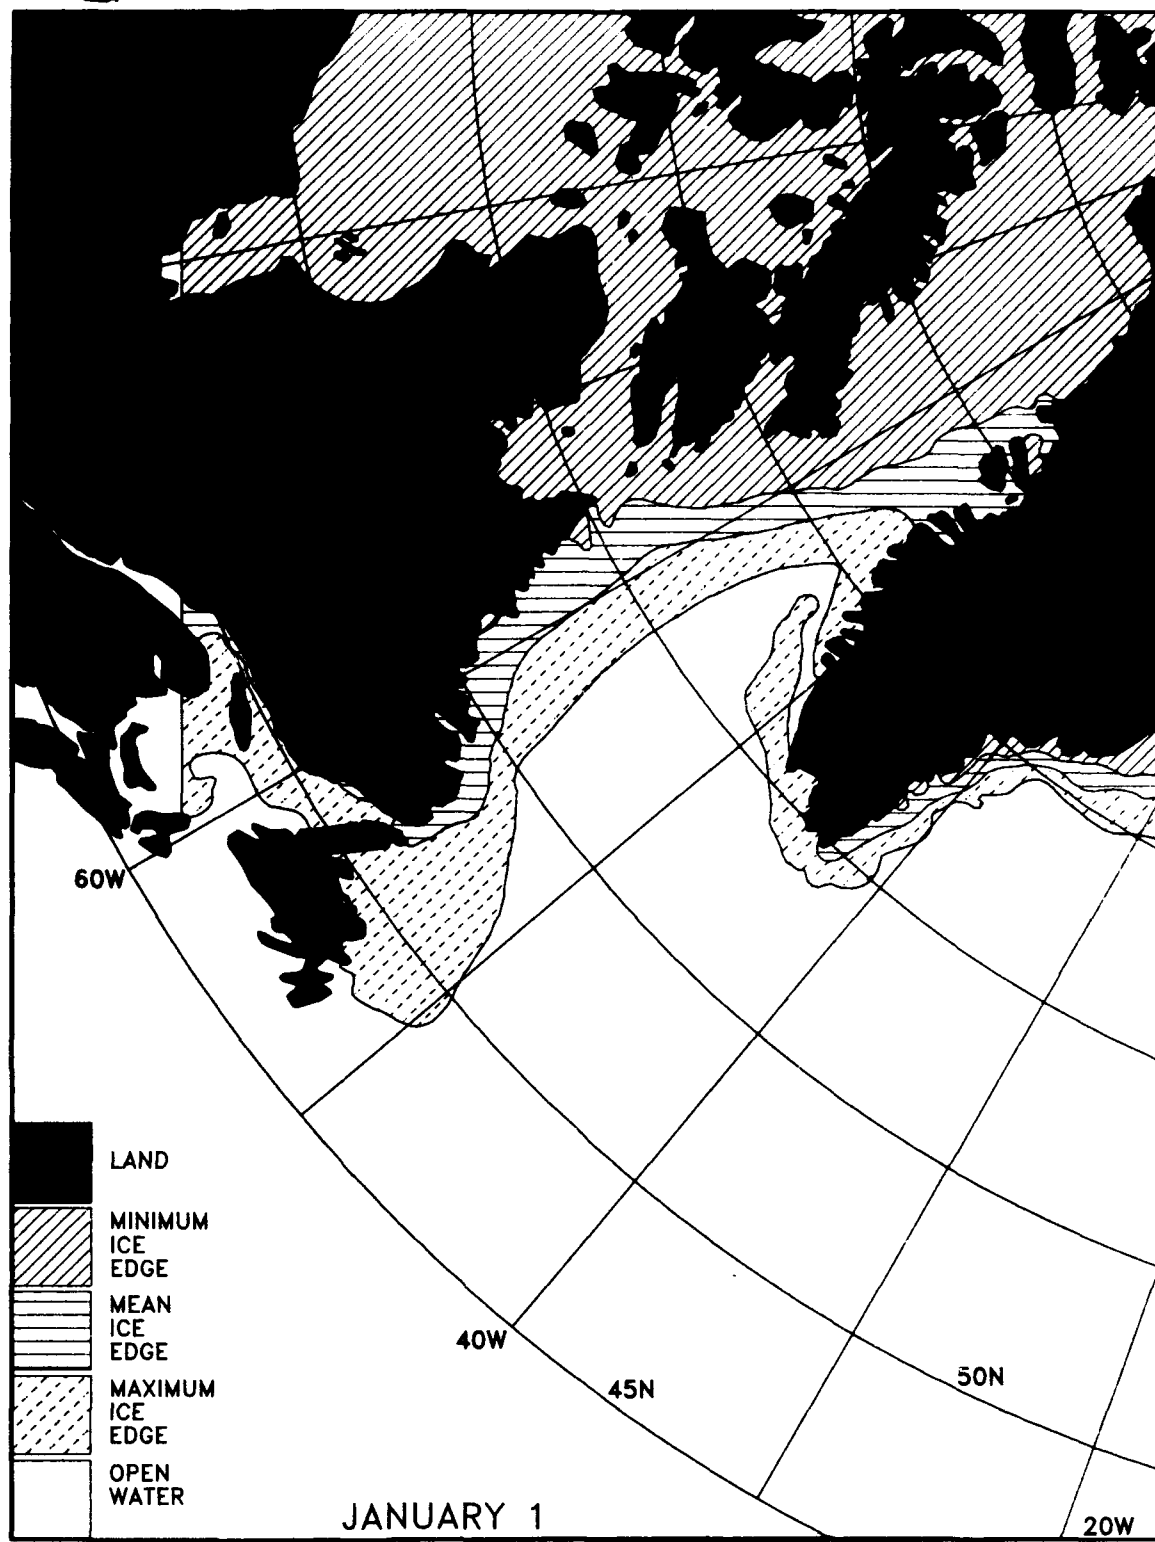 60W
LAND
MINIMUM
ICE
EDGE
MEAN
ICE
EDGE
MAXIMUM
ICE
EDGE
OPEN
WATER
40W
45N
50N
JANUARY 1
20W